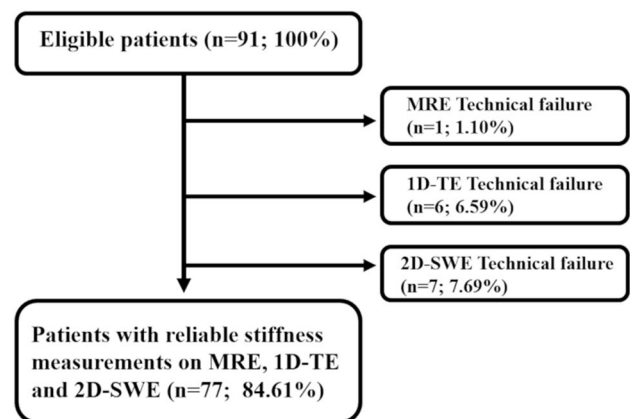 Eligible patients (n=91; 100%)
MRE Technical failure
(n=1; 1.10%)
1D-TE Technical failure
(n=6; 6.59%)
2D-SWE Technical failure
(n=7; 7.69%)
Patients with reliable stiffness
measurements on MRE, 1D-TE
and 2D-SWE (n=77; 84.61%)